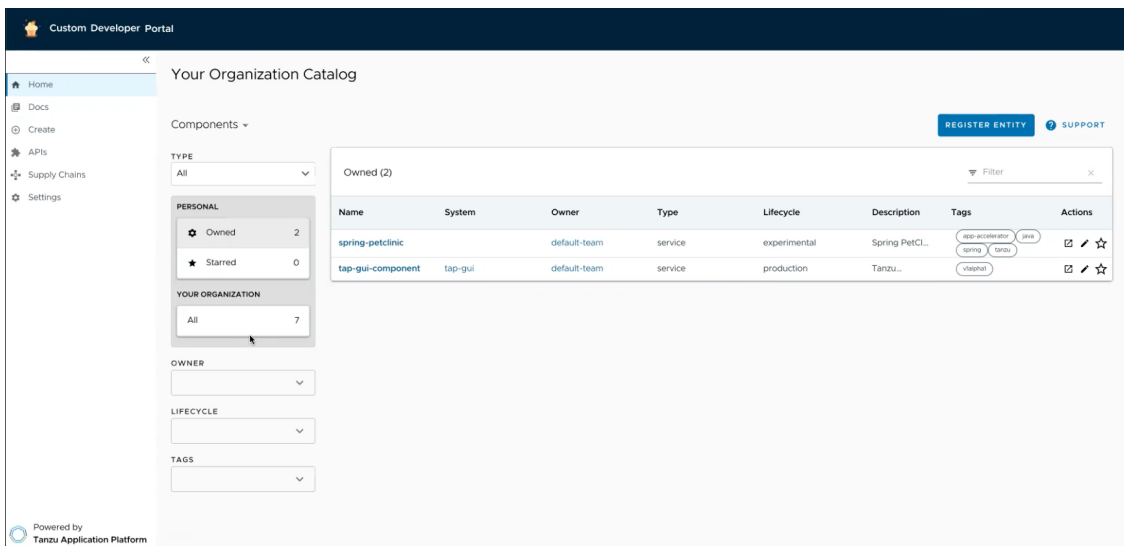 Custom Developer Portal
«
Your Organization Catalog
Home
Docs
Create
APIs
Supply Chains
Settings
Components
REGISTER ENTITY
? SUPPORT
TYPE
All
Owned (2)
Filter
PERSONAL
Owned 2
Starred 0
YOUR ORGANIZATION
All 7
Name System Owner Type Lifecycle Description Tags Actions
spring-petclinic default-team service experimental Spring PetCl... app-accelerator java
spring tanzu
tap-gui-component tap-gui default-team service production Tanzu... v1alpha1
OWNER
LIFECYCLE
TAGS
Powered by
Tanzu Application Platform